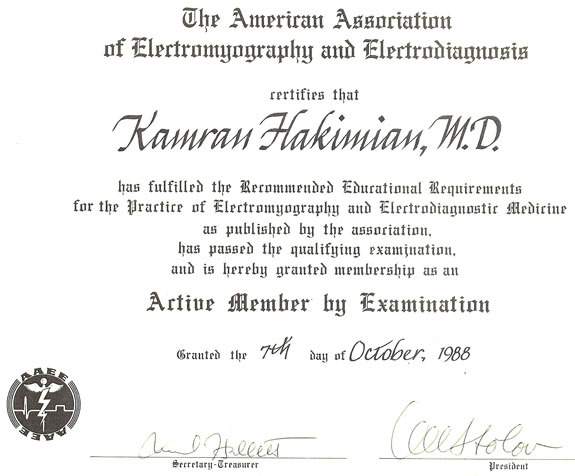 The American Association
of Electromyography and Electrodiagnosis
certifies that
Kamran Hakimian, M.D.
has fulfilled the Recommended Educational Requirements
for the Practice of Electromyography and Electrodiagnostic Medicine
as published by the association,
has passed the qualifying examination,
and is hereby granted membership as an
Active Member by Examination
Granted the 7th day of October, 1988
AAEE
AAEE
Secretary-Treasurer
President